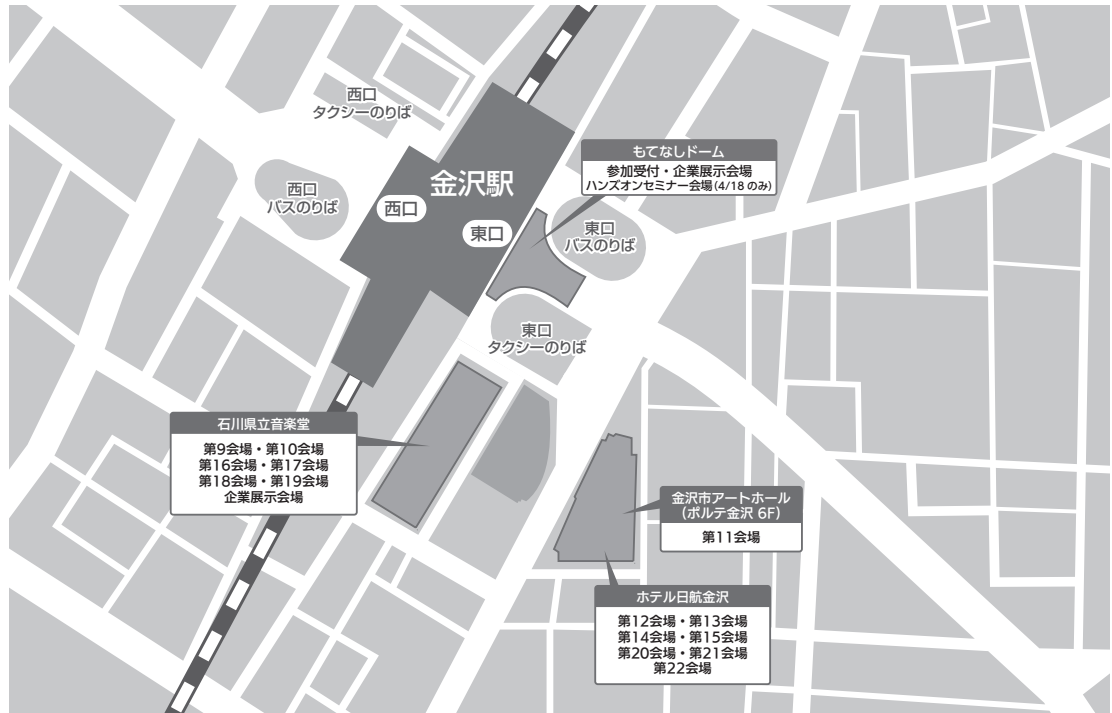 西口
タクシーのりば
もてなしドーム
参加受付・企業展示会場
ハンズオンセミナー会場(4/18 のみ)
金沢駅
西口
バスのりば
西口
東口
東口
バスのりば
東口
タクシーのりば
石川県立音楽堂
第9会場・第10会場
第16会場・第17会場
第18会場・第19会場
企業展示会場
金沢市アートホール
(ポルテ金沢 6F)
第11会場
ホテル日航金沢
第12会場・第13会場
第14会場・第15会場
第20会場・第21会場
第22会場